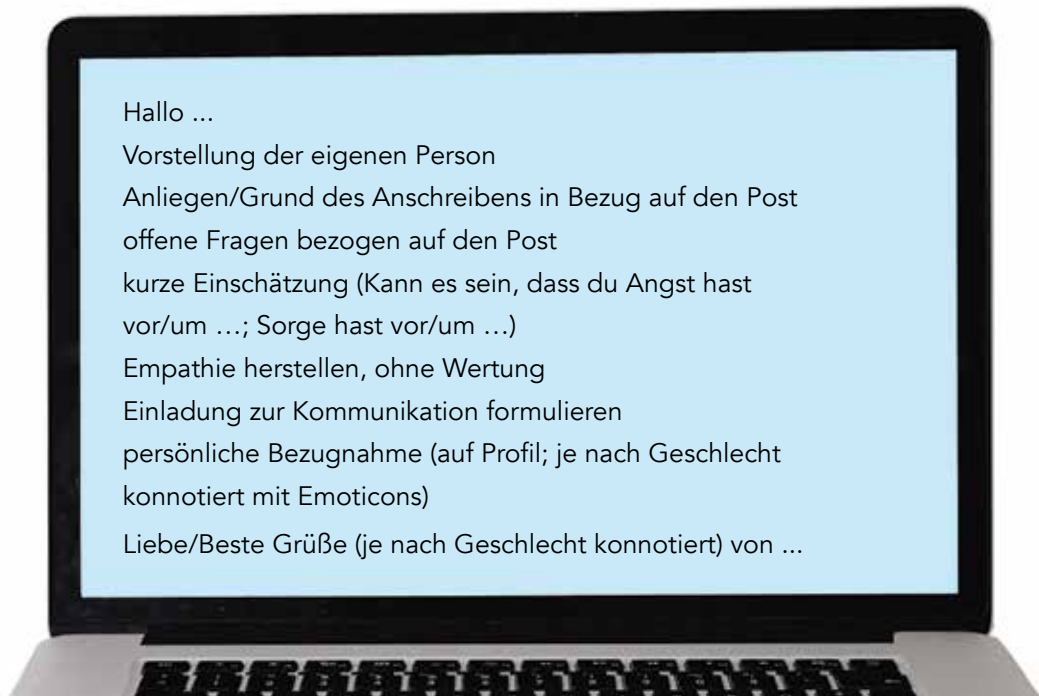 Hallo ...
Vorstellung der eigenen Person
Anliegen/Grund des Anschreibens in Bezug auf den Post
offene Fragen bezogen auf den Post
kurze Einschätzung (Kann es sein, dass du Angst hast
vor/um …; Sorge hast vor/um …)
Empathie herstellen, ohne Wertung
Einladung zur Kommunikation formulieren
persönliche Bezugnahme (auf Profil; je nach Geschlecht
konnotiert mit Emoticons)
Liebe/Beste Grüße (je nach Geschlecht konnotiert) von ...